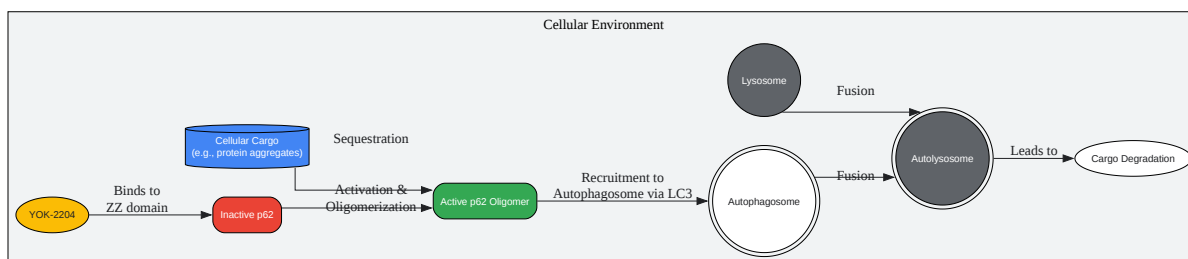 Cellular Environment
Lysosome
Fusion
Cellular Cargo
(e.g., protein aggregates)
Sequestration
Autolysosome
Leads to
Cargo Degradation
Recruitment to
Autophagosome via LC3
Fusion
Binds to
ZZ domain
Activation &
Oligomerization
YOK-2204
Inactive p62
Active p62 Oligomer
Autophagosome